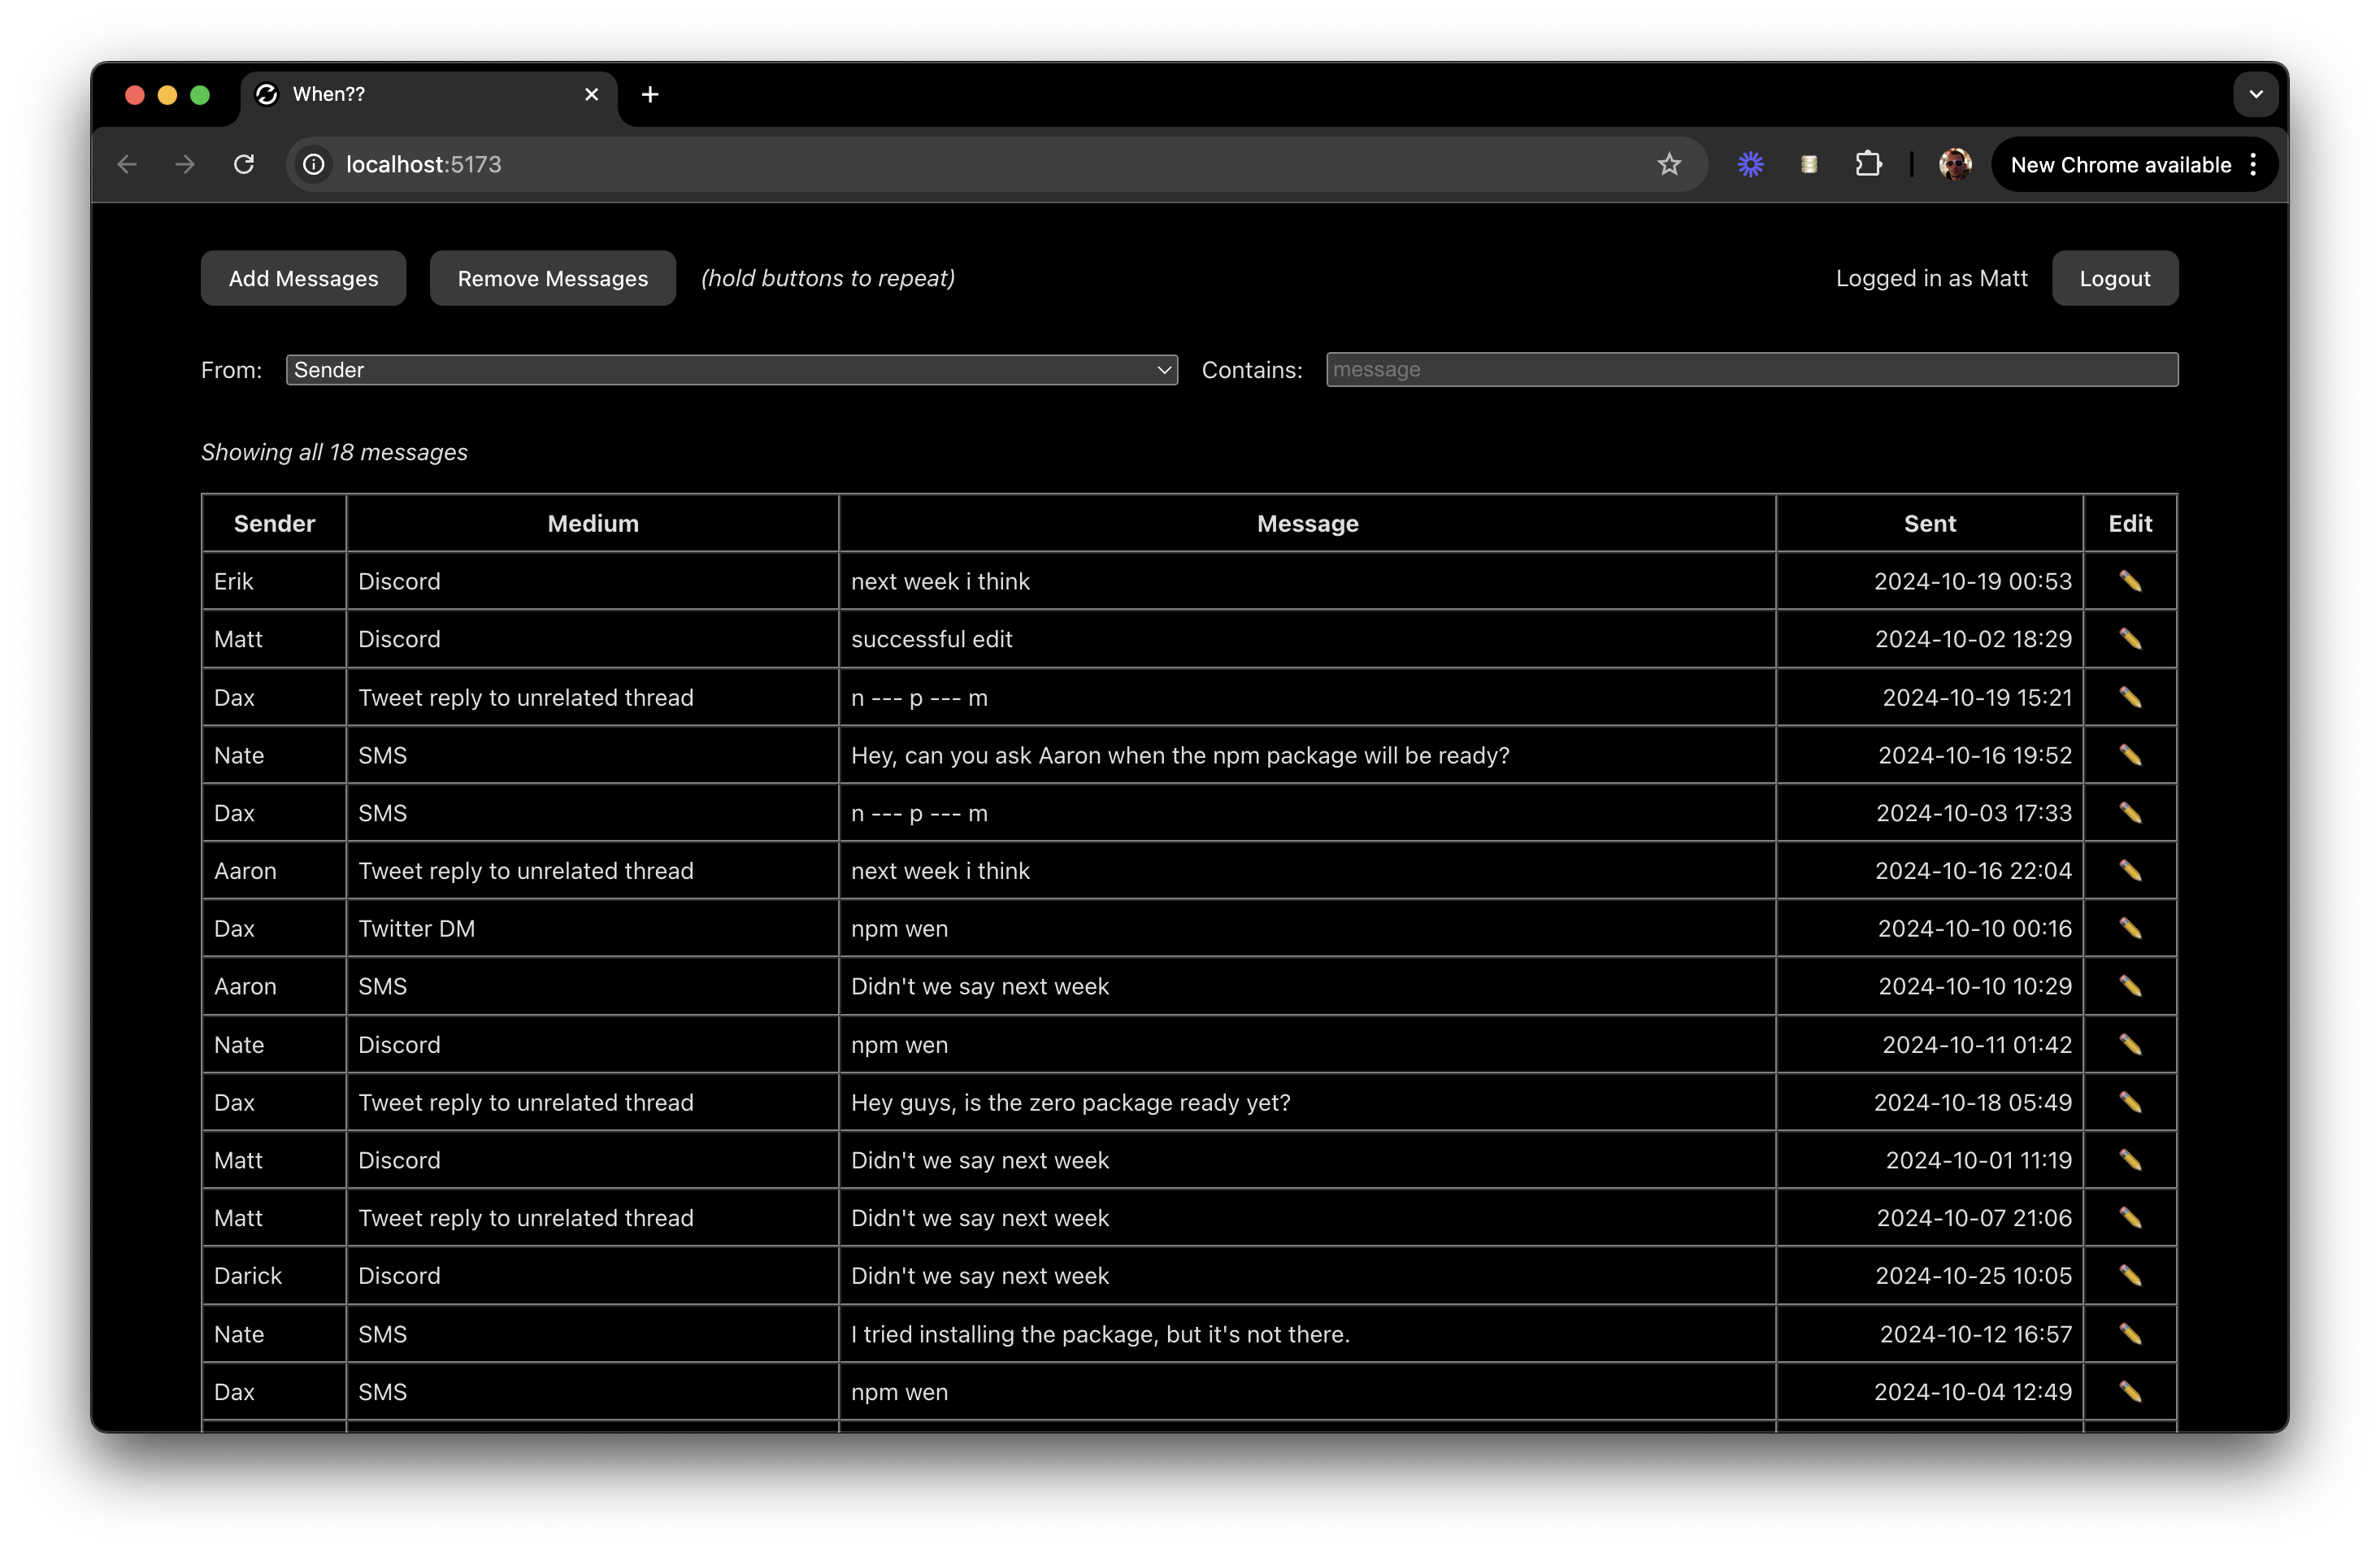 When??
localhost:5173
New Chrome available
Add Messages Remove Messages (hold buttons to repeat) Logged in as Matt Logout
From: Sender Contains: message
Showing all 18 messages
Sender Medium Message Sent Edit
Erik Discord next week i think 2024-10-19 00:53
Matt Discord successful edit 2024-10-02 18:29
Dax Tweet reply to unrelated thread n --- p --- m 2024-10-19 15:21
Nate SMS Hey, can you ask Aaron when the npm package will be ready? 2024-10-16 19:52
Dax SMS n --- p --- m 2024-10-03 17:33
Aaron Tweet reply to unrelated thread next week i think 2024-10-16 22:04
Dax Twitter DM npm wen 2024-10-10 00:16
Aaron SMS Didn't we say next week 2024-10-10 10:29
Nate Discord npm wen 2024-10-11 01:42
Dax Tweet reply to unrelated thread Hey guys, is the zero package ready yet? 2024-10-18 05:49
Matt Discord Didn't we say next week 2024-10-01 11:19
Matt Tweet reply to unrelated thread Didn't we say next week 2024-10-07 21:06
Darick Discord Didn't we say next week 2024-10-25 10:05
Nate SMS I tried installing the package, but it's not there. 2024-10-12 16:57
Dax SMS npm wen 2024-10-04 12:49